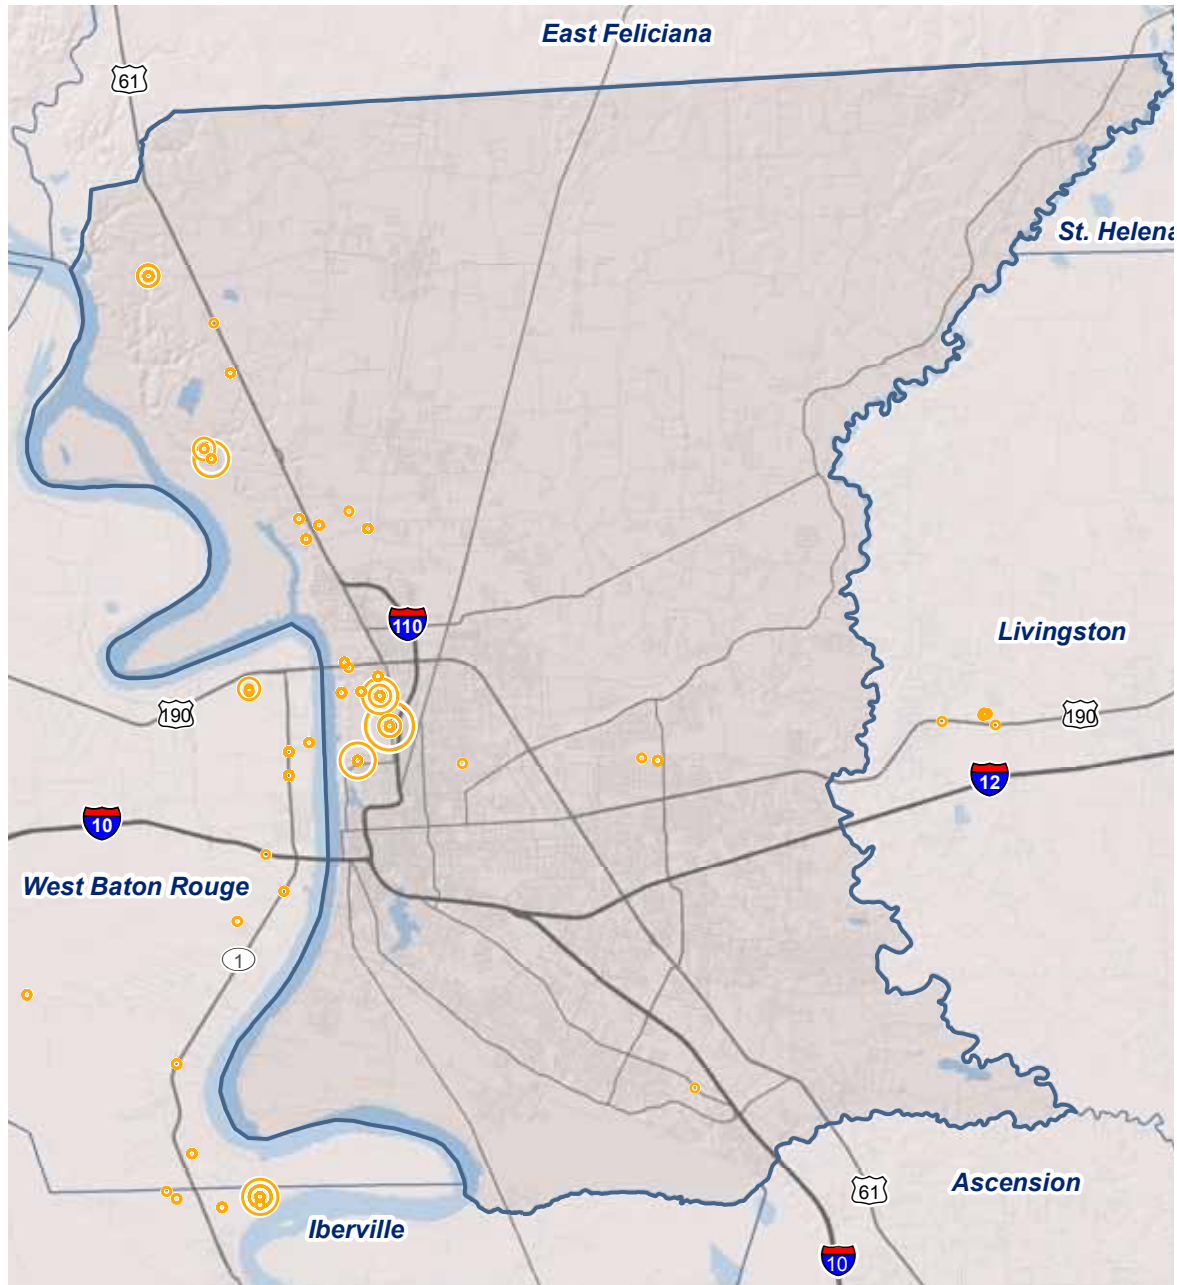 East Feliciana
61
St. Helena
110
Livingston
190
190
12
10
West Baton Rouge
1
Ascension
61
Iberville
10